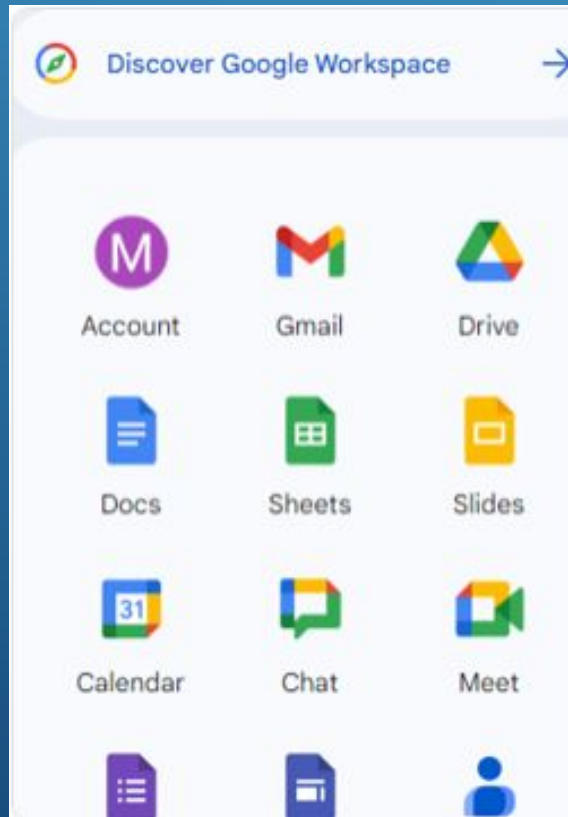 Discover Google Workspace
M
Account Gmail Drive
Docs Sheets Slides
31
Calendar Chat Meet